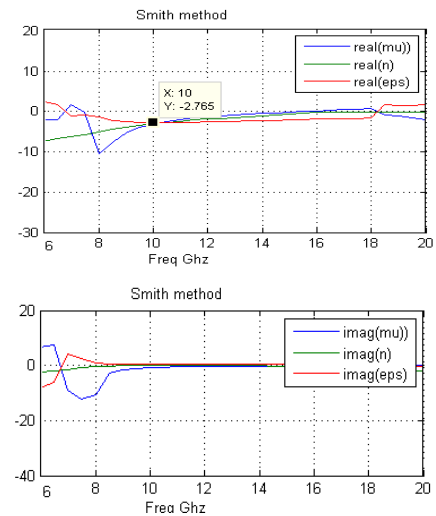 Smith method
20
10
0
-10
-20
-30
real(mu))
real(n)
real(eps)
X: 10
Y: -2.765
6
8
10
12
14
16
18
20
Freq Ghz
Smith method
20
0
-20
-40
imag(mu))
imag(n)
imag(eps)
6
8
10
12
14
16
18
20
Freq Ghz